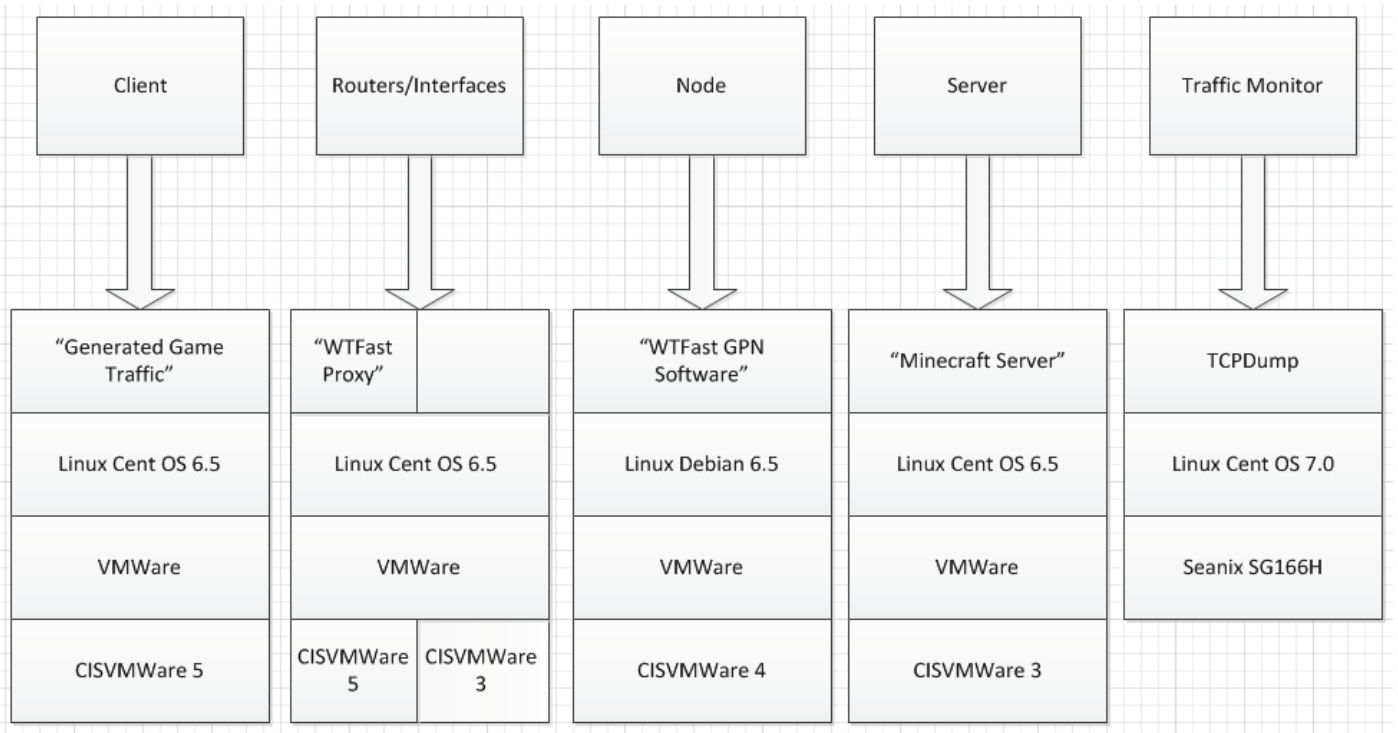 Client
Routers/Interfaces
Node
Server
Traffic Monitor
“Generated Game
Traffic”
“WTFast
Proxy”
“WTFast GPN
Software”
“Minecraft Server”
TCPDump
Linux Cent OS 6.5
Linux Cent OS 6.5
Linux Debian 6.5
Linux Cent OS 6.5
Linux Cent OS 7.0
VMWare
VMWare
VMWare
VMWare
Seanix SG166H
CISVMWare 5
CISVMWare
5
CISVMWare
3
CISVMWare 4
CISVMWare 3